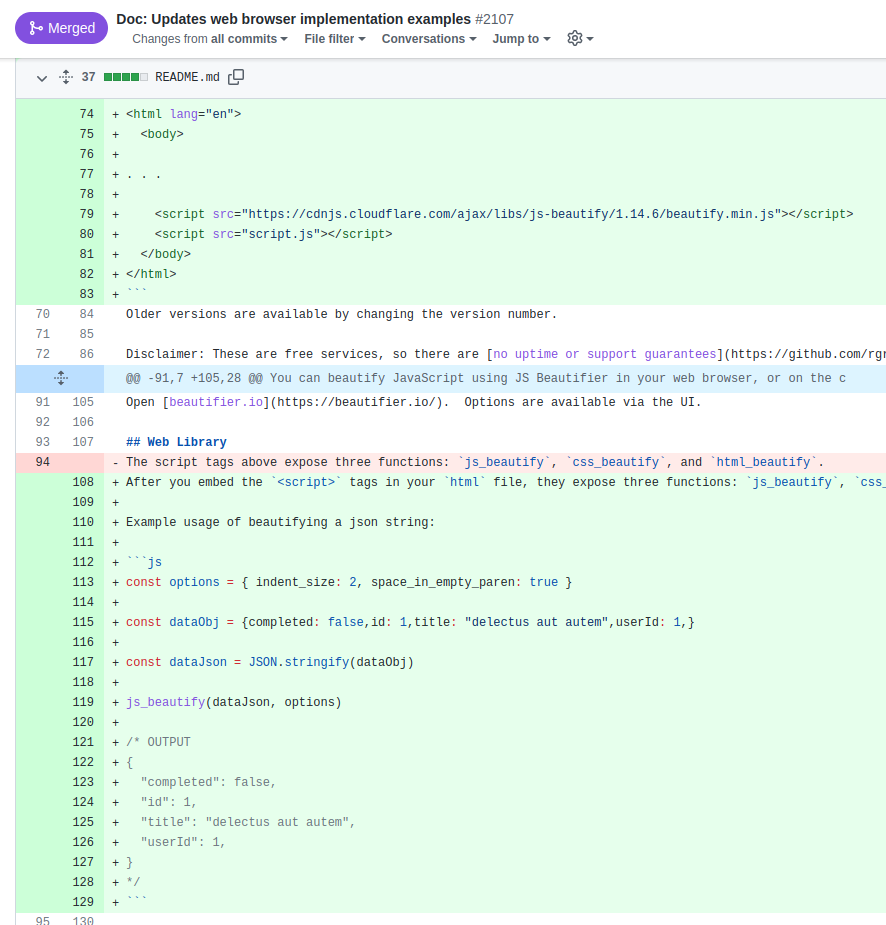 Merged
Doc: Updates web browser implementation examples #2107
Changes from all commits File filter Conversations Jump to
37 README.md
74 + <html lang="en">
75 +   <body>
76 +
77 + . . .
78 +
79 +     <script src="https://cdnjs.cloudflare.com/ajax/libs/js-beautify/1.14.6/beautify.min.js"></script>
80 +     <script src="script.js"></script>
81 +   </body>
82 + </html>
83 + ```
70 84 Older versions are available by changing the version number.
71 85
72 86 Disclaimer: These are free services, so there are [no uptime or support guarantees](https://github.com/rgr
@@ -91,7 +105,28 @@ You can beautify JavaScript using JS Beautifier in your web browser, or on the c
91 105 Open [beautifier.io](https://beautifier.io/).  Options are available via the UI.
92 106
93 107 ## Web Library
94 - The script tags above expose three functions: `js_beautify`, `css_beautify`, and `html_beautify`.
108 + After you embed the `<script>` tags in your `html` file, they expose three functions: `js_beautify`, `css_
109 +
110 + Example usage of beautifying a json string:
111 +
112 + ```js
113 + const options = { indent_size: 2, space_in_empty_paren: true }
114 +
115 + const dataObj = {completed: false,id: 1,title: "delectus aut autem",userId: 1,}
116 +
117 + const dataJson = JSON.stringify(dataObj)
118 +
119 + js_beautify(dataJson, options)
120 +
121 + /* OUTPUT
122 + {
123 +   "completed": false,
124 +   "id": 1,
125 +   "title": "delectus aut autem",
126 +   "userId": 1,
127 + }
128 + */
129 + ```
95 130